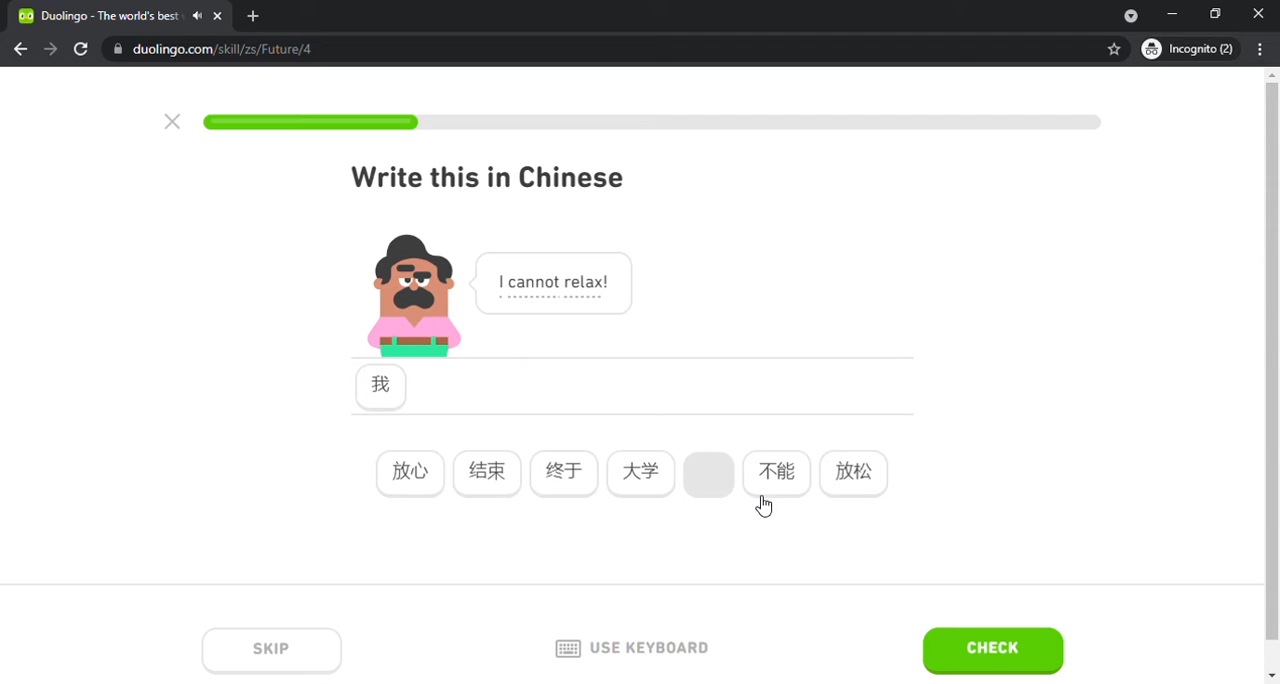 Duolingo - The world's best
duolingo.com/skill/zs/Future/4
Incognito (2)
Write this in Chinese
I cannot relax!
我
放心 结束 终于 大学 不能 放松
SKIP
USE KEYBOARD
CHECK